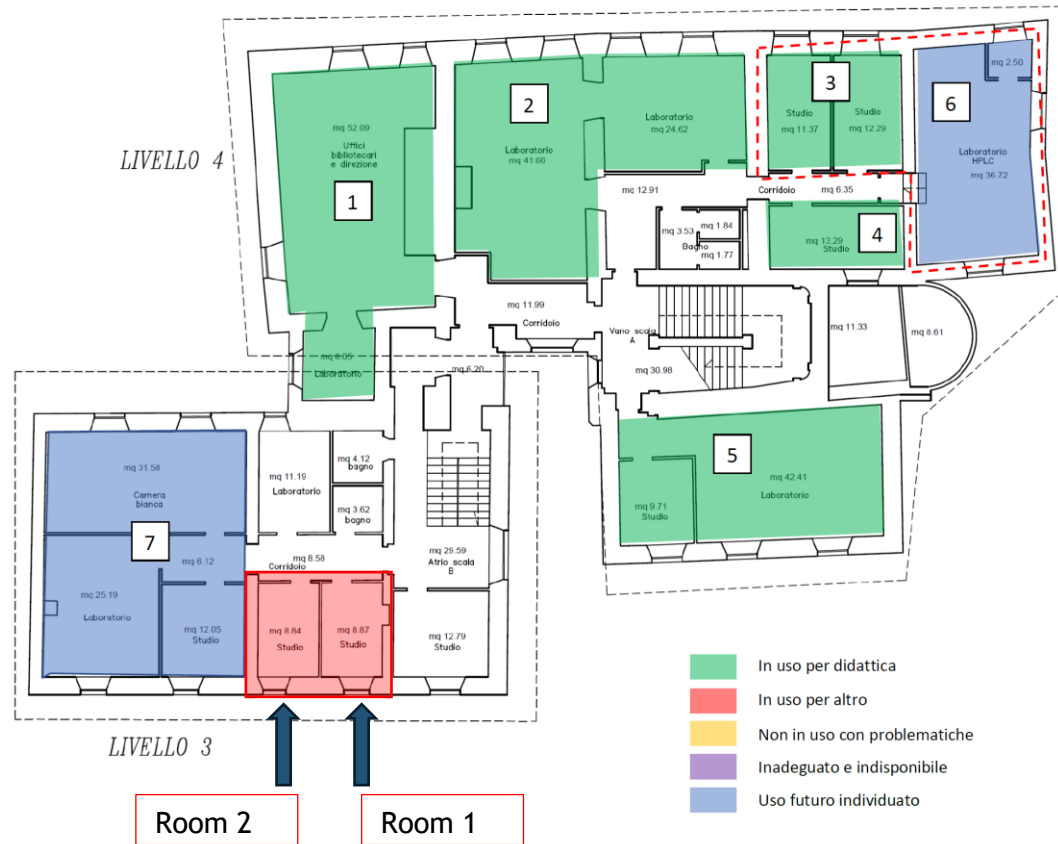 LIVELLO 4
mq 52.09
Uffici
bibliotecari
e direzione
1
mq 9.05
Laboratorio
2
Laboratorio
mq 41.66
Laboratorio
mq 24.62
3
Studio
mq 11.37
Studio
mq 12.29
6
mq 2.50
Laboratorio
HPLC
mq 36.72
mq 12.91
Corridoio
mq 6.35
mq 3.53
Bagno
mq 1.84
mq 1.77
4
mq 13.29
Studio
mq 11.99
Corridoio
Vano scala
A
mq 30.98
mq 11.33
mq 8.61
mq 6.20
5
mq 42.41
Laboratorio
mq 9.71
Studio
mq 31.58
Camera
bianca
7
mq 6.12
mq 25.19
Laboratorio
mq 12.05
Studio
mq 11.19
Laboratorio
mq 4.12
bagno
mq 3.62
bagno
mq 8.58
Corridoio
mq 29.59
Atrio scala
B
mq 8.84
Studio
mq 8.87
Studio
mq 12.79
Studio
LIVELLO 3
Room 2
Room 1
In uso per didattica
In uso per altro
Non in uso con problematiche
Inadeguato e indisponibile
Uso futuro individuato